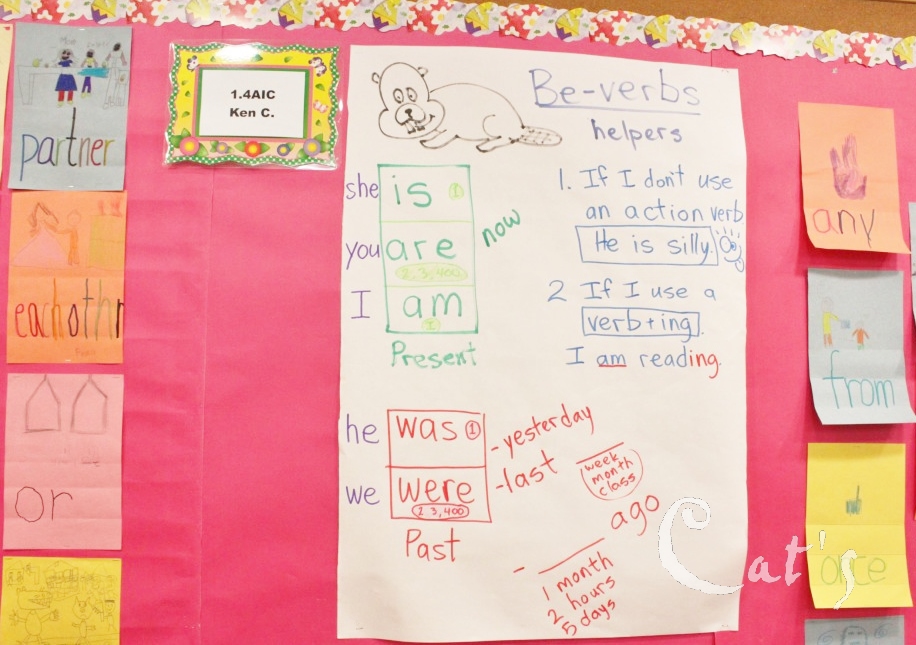 partner
eachothr
or
1.4AIC
Ken C.
Be-verbs
helpers
she is 1
you are
2,3,400
I am
I
now
Present
he was 1
we were
2 3,400
Past
-yesterday
-last
week
month
class
- ago
1 month
2 hours
5 days
1. If I don't use
an action verb
He is silly.
2 If I use a
verb+ing.
I am reading.
any
from
once
Cat's